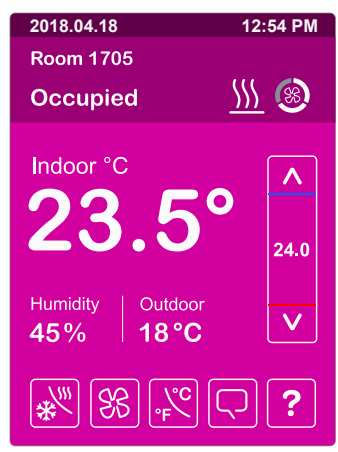 2018.04.18 12:54 PM
Room 1705
Occupied
Indoor °C
23.5°
24.0
Humidity Outdoor
45% 18°C
°C
°F
?